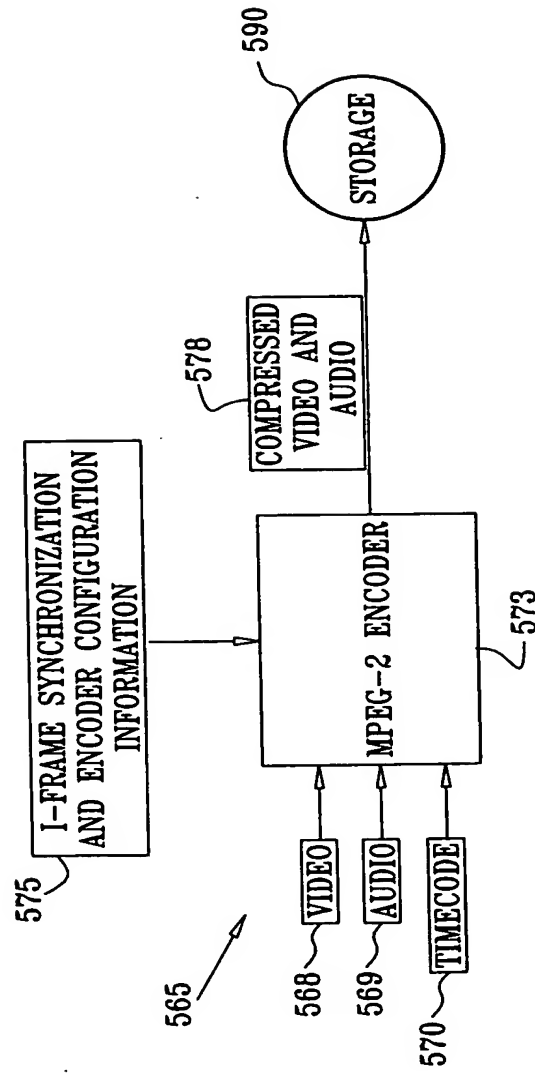 575
I-FRAME SYNCHRONIZATION
AND ENCODER CONFIGURATION
INFORMATION
565
568
VIDEO
569
AUDIO
570
TIMECODE
MPEG-2 ENCODER
573
578
COMPRESSED
VIDEO AND
AUDIO
STORAGE
590